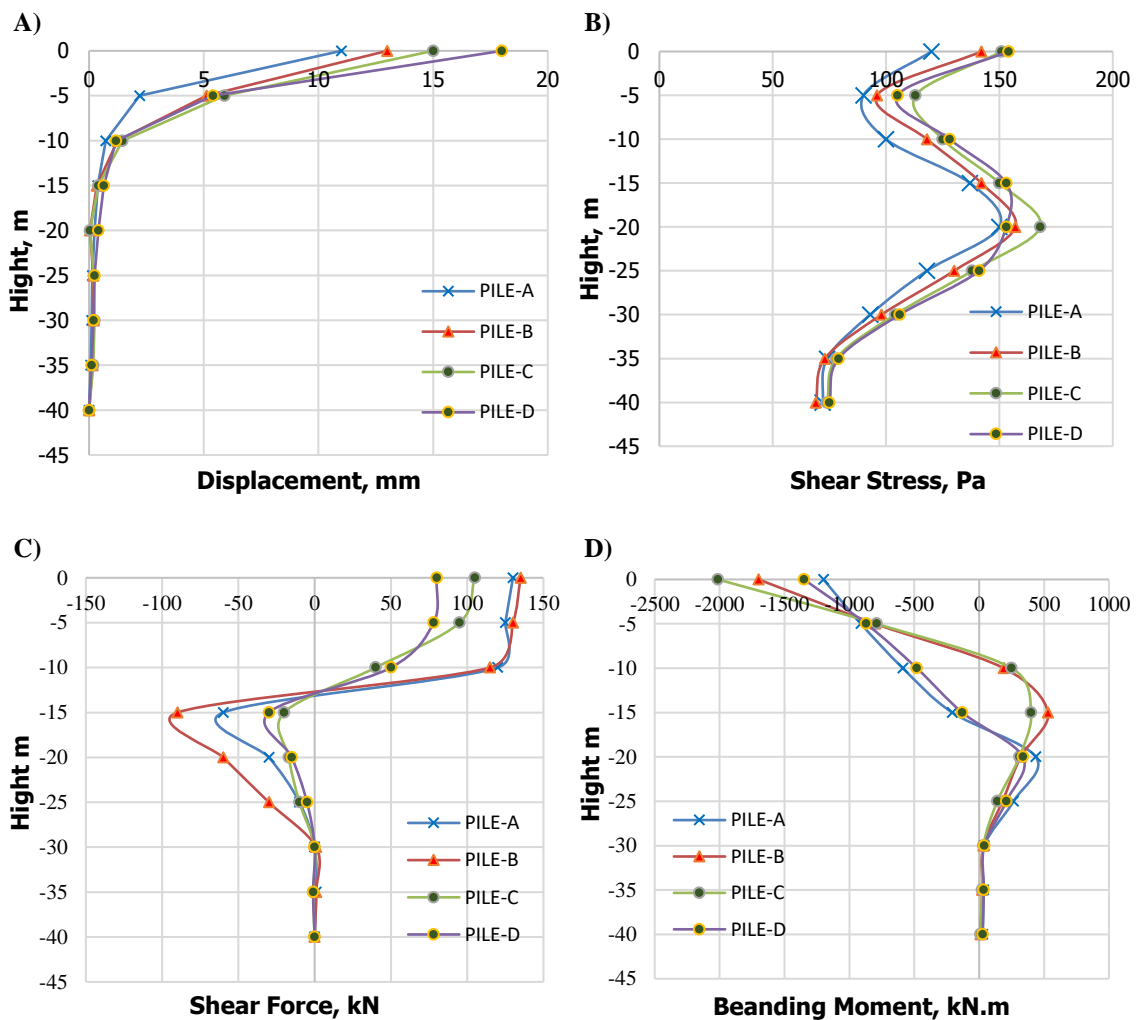 A)
0
0 5 10 15 20
-5
-10
-15
-20
-25
-30
-35
-40
-45
Hight, m
PILE-A
PILE-B
PILE-C
PILE-D
Displacement, mm
B)
0
0 50 100 150 200
-5
-10
-15
-20
-25
-30
-35
-40
-45
Hight, m
PILE-A
PILE-B
PILE-C
PILE-D
Shear Stress, Pa
C)
0
-150 -100 -50 0 50 100 150
-5
-10
-15
-20
-25
-30
-35
-40
-45
Hight m
PILE-A
PILE-B
PILE-C
PILE-D
Shear Force, kN
D)
0
-2500 -2000 -1500 -1000 -500 0 500 1000
-5
-10
-15
-20
-25
-30
-35
-40
-45
Hight m
PILE-A
PILE-B
PILE-C
PILE-D
Beanding Moment, kN.m